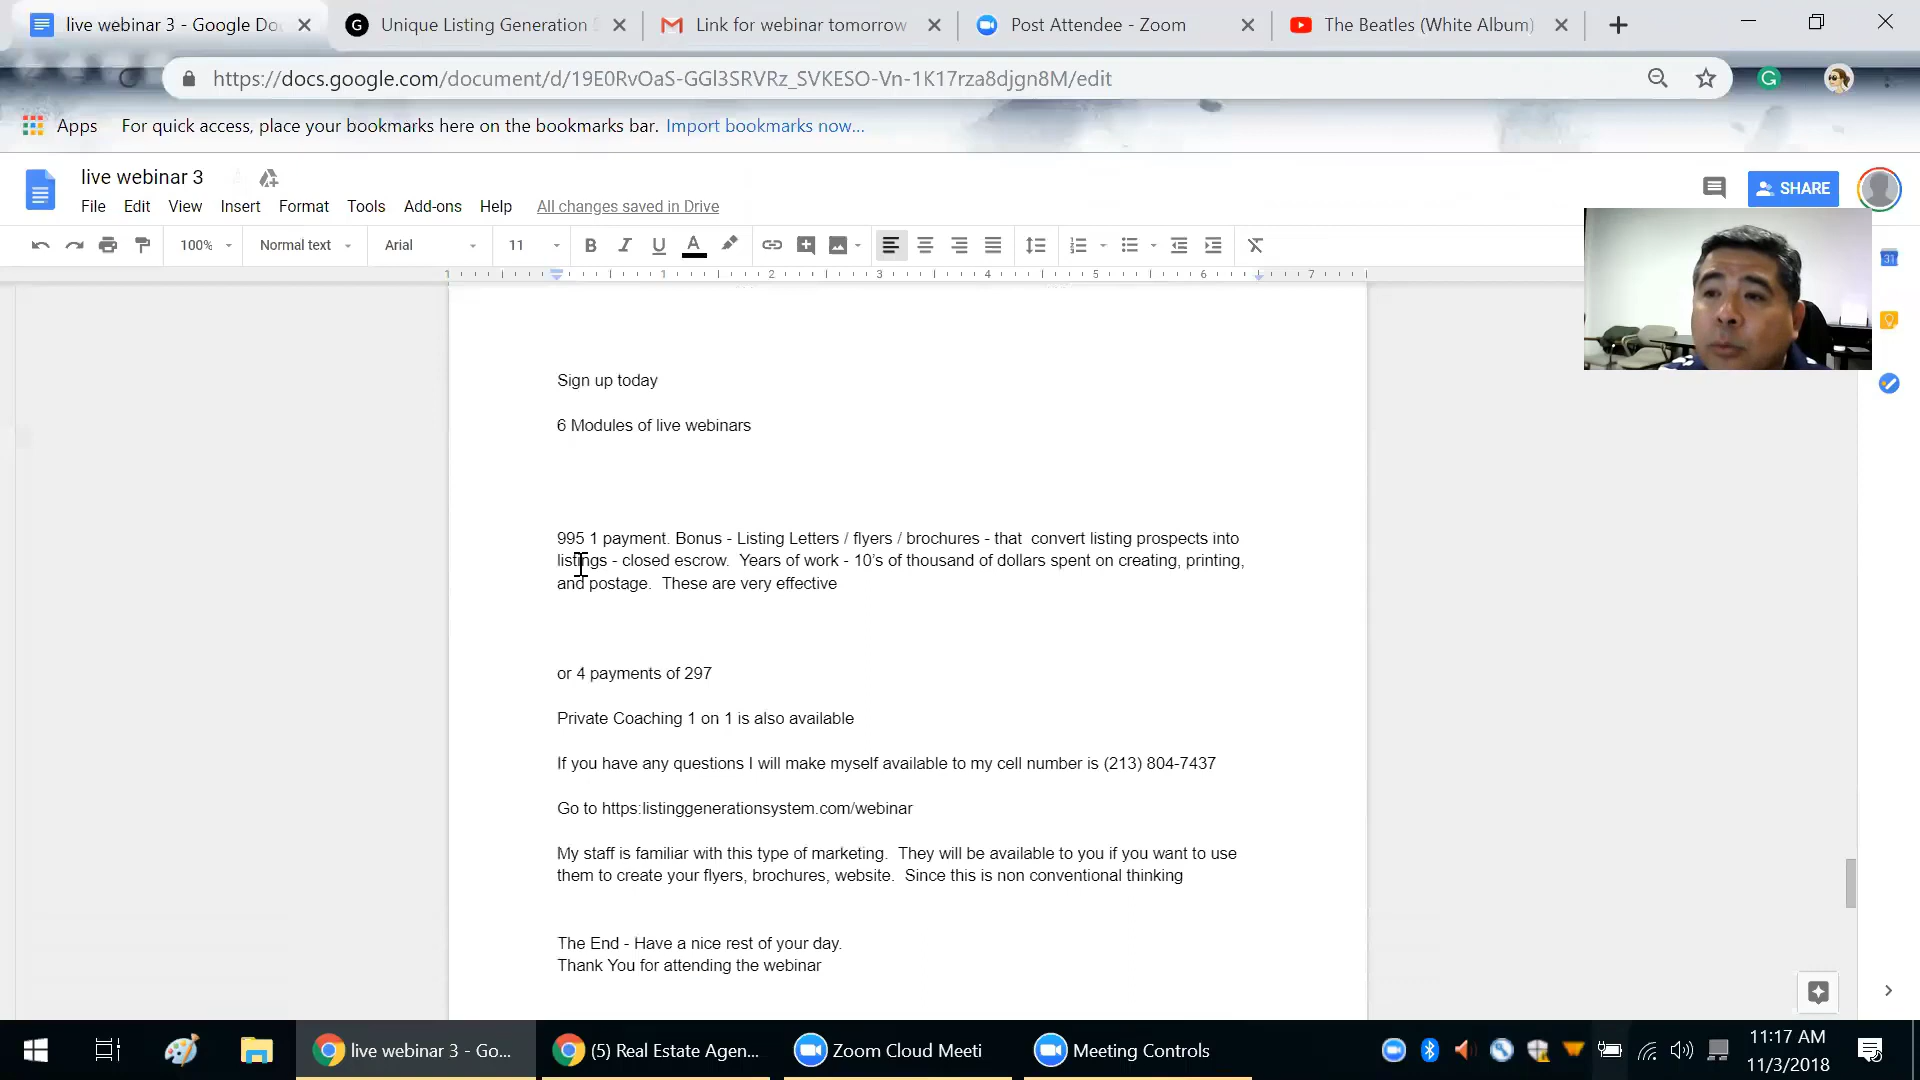 live webinar 3 - Google Do
Unique Listing Generation
Link for webinar tomorrow
Post Attendee - Zoom
The Beatles (White Album)
https://docs.google.com/document/d/19E0RvOaS-GGl3SRVRz_SVKESO-Vn-1K17rza8djgn8M/edit
Apps For quick access, place your bookmarks here on the bookmarks bar. Import bookmarks now...
live webinar 3
SHARE
File Edit View Insert Format Tools Add-ons Help All changes saved in Drive
100% Normal text Arial 11 B I U A
1 1 2 3 4 5 6 7
31
Sign up today
6 Modules of live webinars
995 1 payment. Bonus - Listing Letters / flyers / brochures - that convert listing prospects into
listings - closed escrow. Years of work - 10's of thousand of dollars spent on creating, printing,
and postage. These are very effective
or 4 payments of 297
Private Coaching 1 on 1 is also available
If you have any questions I will make myself available to my cell number is (213) 804-7437
Go to https:listinggenerationsystem.com/webinar
My staff is familiar with this type of marketing. They will be available to you if you want to use
them to create your flyers, brochures, website. Since this is non conventional thinking
The End - Have a nice rest of your day.
Thank You for attending the webinar
live webinar 3 - Go...
(5) Real Estate Agen...
Zoom Cloud Meeti
Meeting Controls
11:17 AM
11/3/2018